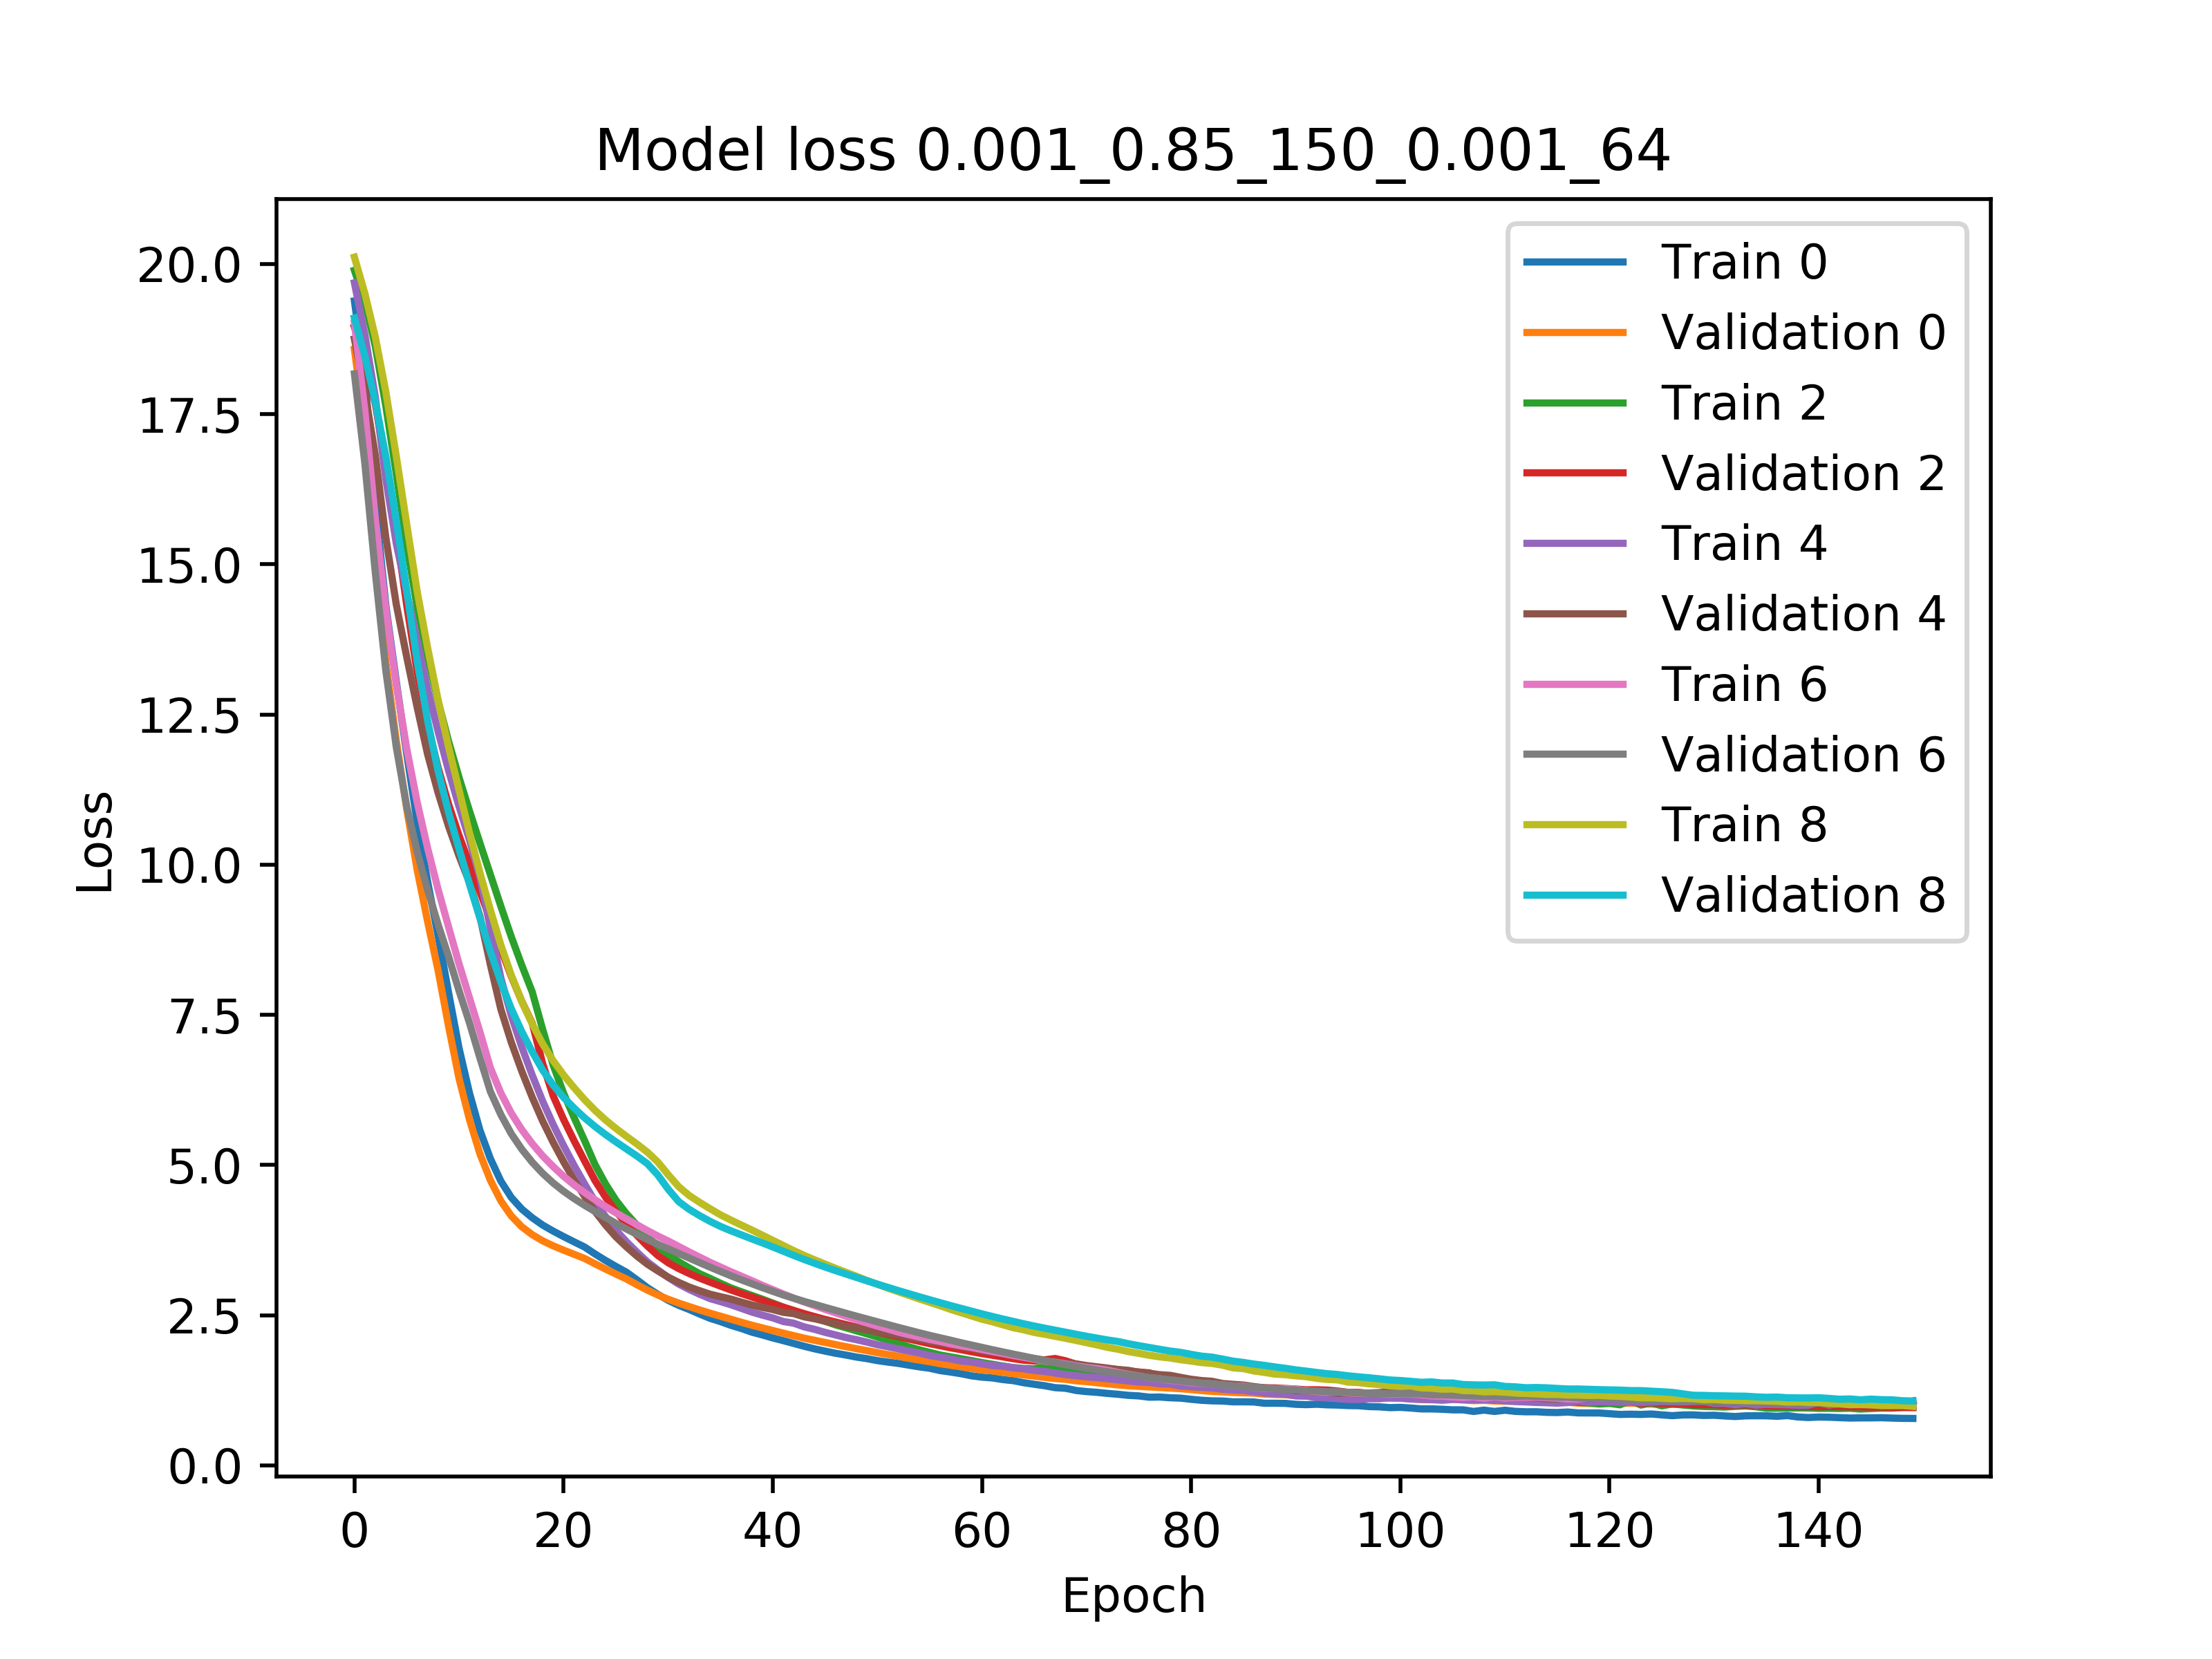 Model loss 0.001_0.85_150_0.001_64
Loss
20.0
17.5
15.0
12.5
10.0
7.5
5.0
2.5
0.0
Train 0
Validation 0
Train 2
Validation 2
Train 4
Validation 4
Train 6
Validation 6
Train 8
Validation 8
0 20 40 60 80 100 120 140
Epoch